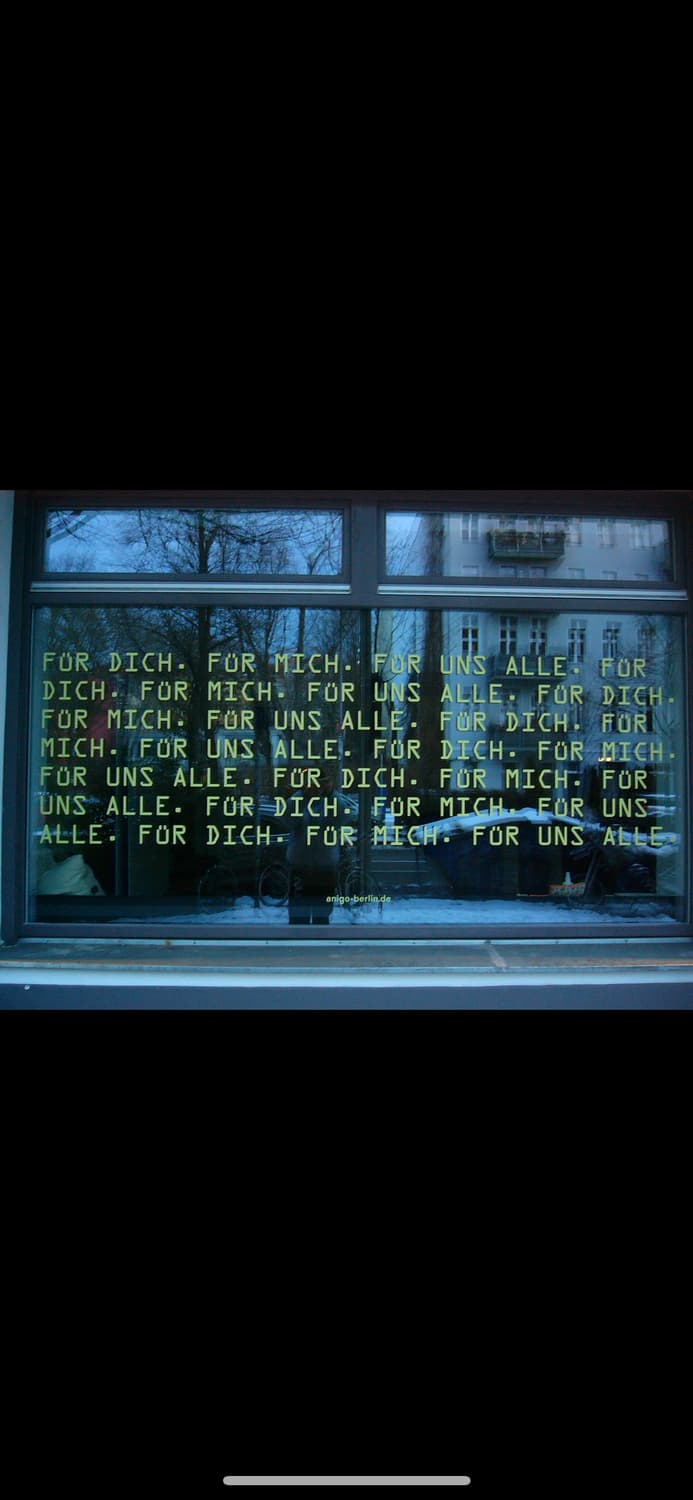 FÜR DICH. FÜR MICH. FÜR UNS ALLE. FÜR
DICH. FÜR MICH. FÜR UNS ALLE. FÜR DICH.
FÜR MICH. FÜR UNS ALLE. FÜR DICH. FÜR
MICH. FÜR UNS ALLE. FÜR DICH. FÜR MICH.
FÜR UNS ALLE. FÜR DICH. FÜR MICH. FÜR
UNS ALLE. FÜR DICH. FÜR MICH. FÜR UNS
ALLE. FÜR DICH. FÜR MICH. FÜR UNS ALLE.
anigo-berlin.de